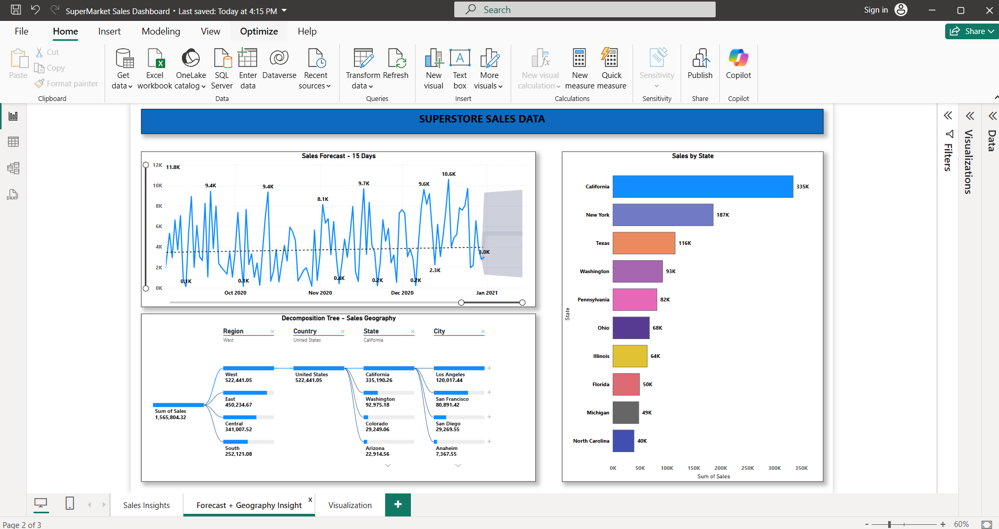 SuperMarket Sales Dashboard • Last saved: Today at 4:15 PM
Search
Sign in
File Home Insert Modeling View Optimize Help
Share
Paste
Cut
Copy
Format painter
Clipboard
Get data
Excel workbook
OneLake catalog
SQL Server
Enter data
Dataverse
Recent sources
Data
Transform data
Refresh
Queries
New visual
Text box
More visuals
Insert
New visual calculation
New measure
Quick measure
Calculations
Sensitivity
Sensitivity
Publish
Share
Copilot
Copilot
DAX
SUPERSTORE SALES DATA
Sales Forecast - 15 Days
12K
10K
8K
6K
4K
2K
0K
11.8K
9.4K
9.4K
8.1K
9.7K
9.6K
10.6K
0.1K
0.1K
0.4K
0.2K
0.2K
2.3K
3.0K
Oct 2020 Nov 2020 Dec 2020 Jan 2021
Decomposition Tree - Sales Geography
Region Country State City
West United States California
Sum of Sales
1,565,804.32
West
522,441.05
East
450,234.67
Central
341,007.52
South
252,121.08
United States
522,441.05
California
335,190.26
Washington
92,975.18
Colorado
29,249.06
Arizona
22,914.56
Los Angeles
120,017.44
San Francisco
80,891.42
San Diego
29,269.55
Anaheim
7,367.55
Sales by State
State
California 335K
New York 187K
Texas 116K
Washington 93K
Pennsylvania 82K
Ohio 68K
Illinois 64K
Florida 50K
Michigan 49K
North Carolina 40K
0K 50K 100K 150K 200K 250K 300K 350K
Sum of Sales
Filters
Visualizations
Data
Sales Insights
Forecast + Geography Insight x
Visualization
+
Page 2 of 3
- + 60%